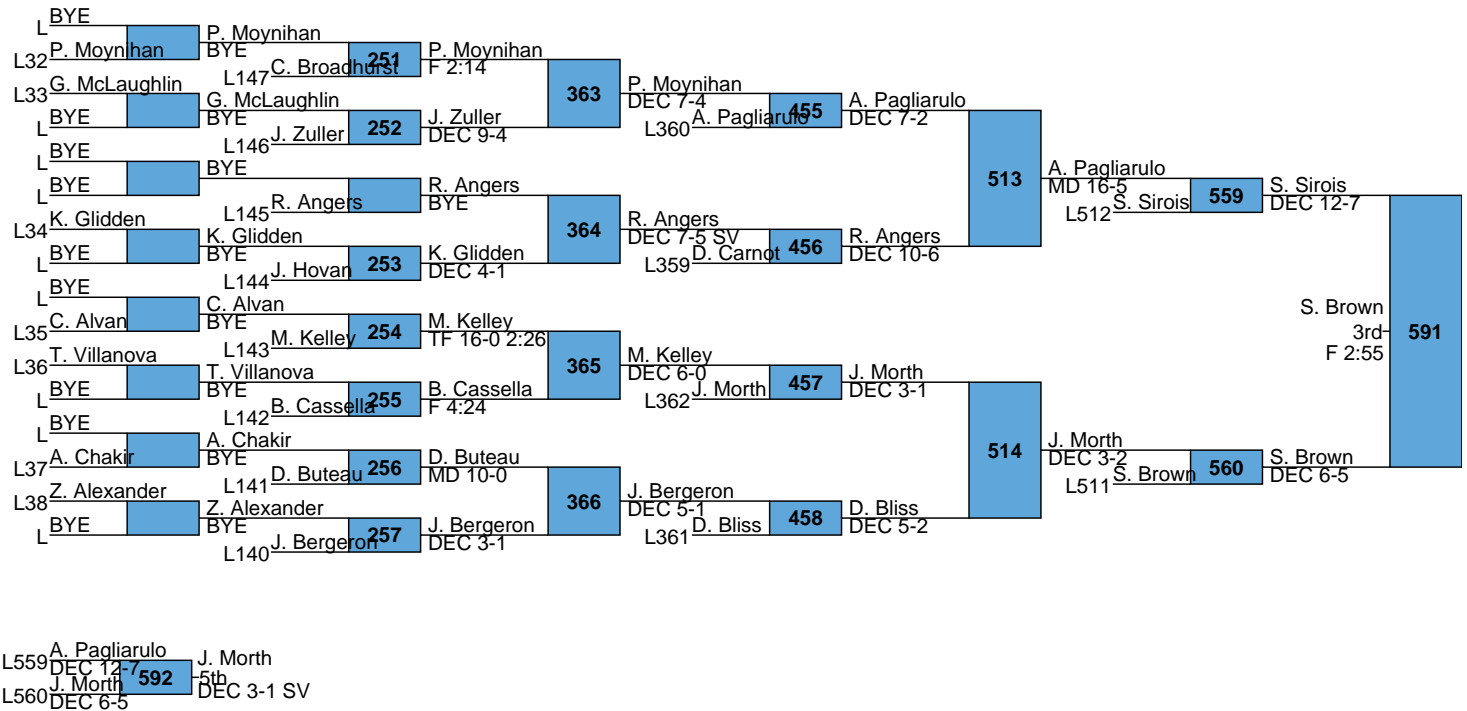 BYE
L
P. Moynihan
L32
P. Moynihan
BYE
G. McLaughlin
L33
BYE
L
G. McLaughlin
BYE
BYE
L
BYE
L
BYE
K. Glidden
L34
BYE
L
K. Glidden
BYE
BYE
L
C. Alvan
L35
C. Alvan
BYE
T. Villanova
L36
BYE
L
T. Villanova
BYE
BYE
L
A. Chakir
L37
A. Chakir
BYE
Z. Alexander
L38
BYE
L
Z. Alexander
BYE
L147
C. Broadhurst
251
P. Moynihan
F 2:14
L146
J. Zuller
252
J. Zuller
DEC 9-4
L145
R. Angers
R. Angers
BYE
L144
J. Hovan
253
K. Glidden
DEC 4-1
L143
M. Kelley
254
M. Kelley
TF 16-0 2:26
L142
B. Cassella
255
B. Cassella
F 4:24
L141
D. Buteau
256
D. Buteau
MD 10-0
L140
J. Bergeron
257
J. Bergeron
DEC 3-1
363
P. Moynihan
DEC 7-4
364
R. Angers
DEC 7-5 SV
365
M. Kelley
DEC 6-0
366
J. Bergeron
DEC 5-1
L360
A. Pagliarulo
455
A. Pagliarulo
DEC 7-2
L359
D. Carnot
456
R. Angers
DEC 10-6
L362
J. Morth
457
J. Morth
DEC 3-1
L361
D. Bliss
458
D. Bliss
DEC 5-2
513
A. Pagliarulo
MD 16-5
514
J. Morth
DEC 3-2
L512
S. Sirois
559
S. Sirois
DEC 12-7
L511
S. Brown
560
S. Brown
DEC 6-5
S. Brown
3rd
F 2:55
591
L559
A. Pagliarulo
DEC 12-7
L560
J. Morth
DEC 6-5
592
J. Morth
5th
DEC 3-1 SV